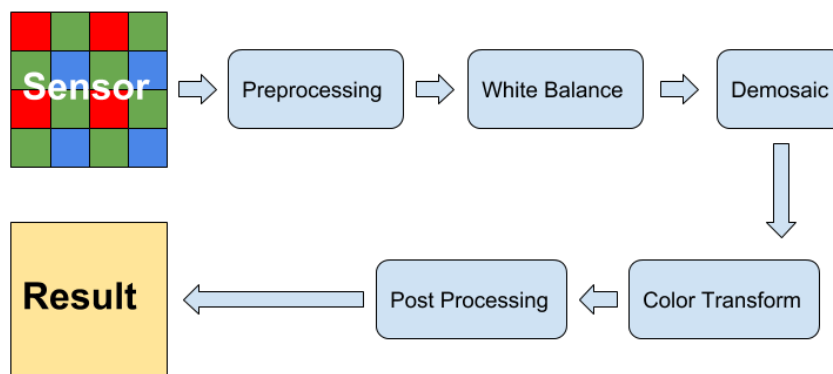 Sensor
Preprocessing
White Balance
Demosaic
Result
Post Processing
Color Transform